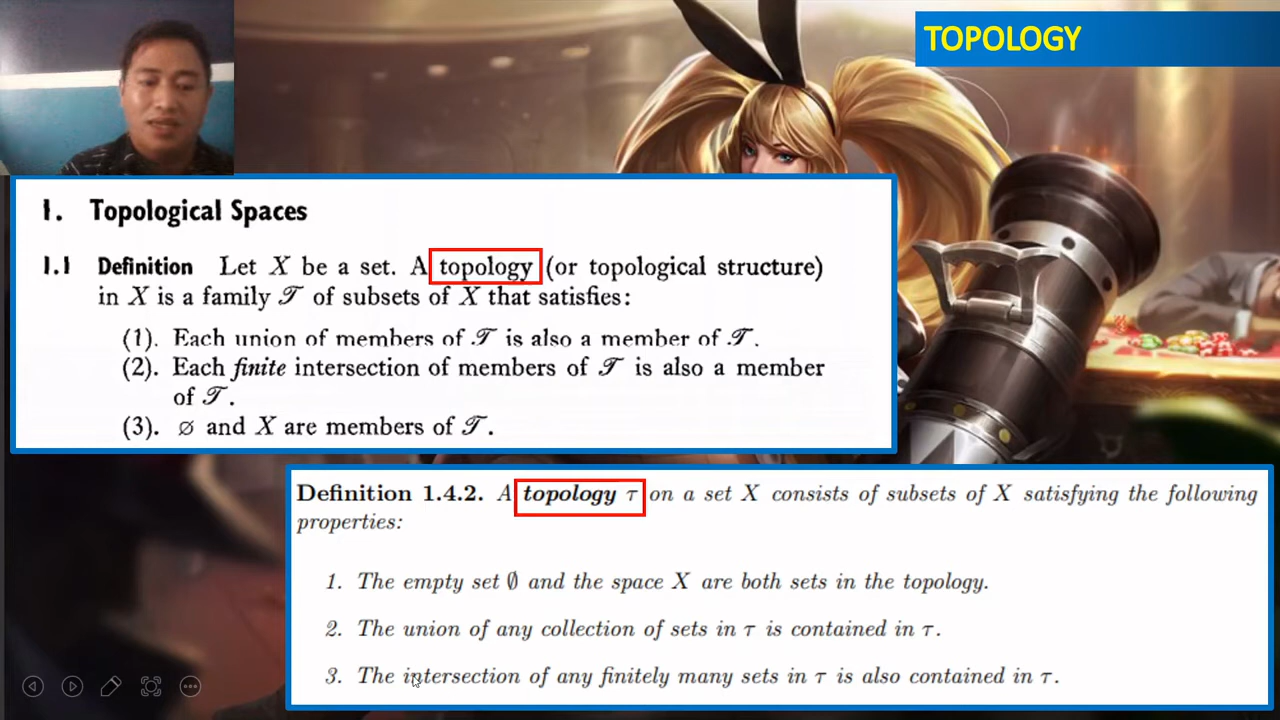 TOPOLOGY
1. Topological Spaces
1.1 Definition Let X be a set. A topology (or topological structure)
in X is a family 𝒯 of subsets of X that satisfies:
(1). Each union of members of 𝒯 is also a member of 𝒯.
(2). Each finite intersection of members of 𝒯 is also a member
of 𝒯.
(3). ∅ and X are members of 𝒯.
Definition 1.4.2. A topology τ on a set X consists of subsets of X satisfying the following
properties:
1. The empty set ∅ and the space X are both sets in the topology.
2. The union of any collection of sets in τ is contained in τ.
3. The intersection of any finitely many sets in τ is also contained in τ.